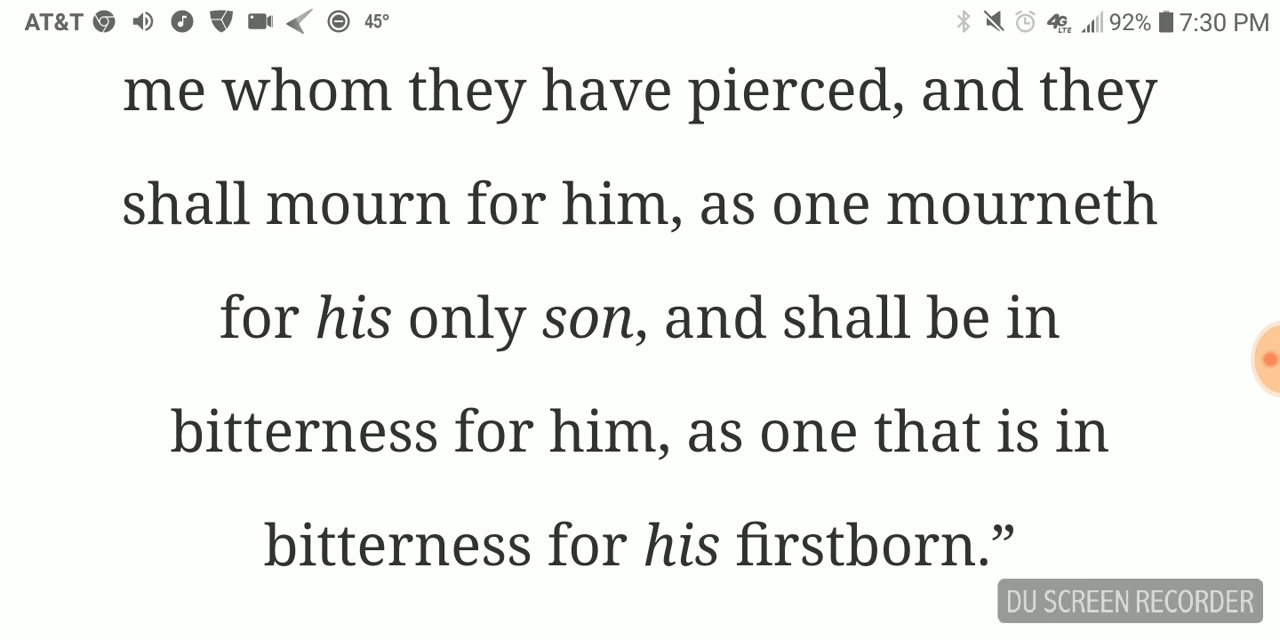 AT&T 45° 4G LTE 92% 7:30 PM
me whom they have pierced, and they
shall mourn for him, as one mourneth
for his only son, and shall be in
bitterness for him, as one that is in
bitterness for his firstborn.”
DU SCREEN RECORDER